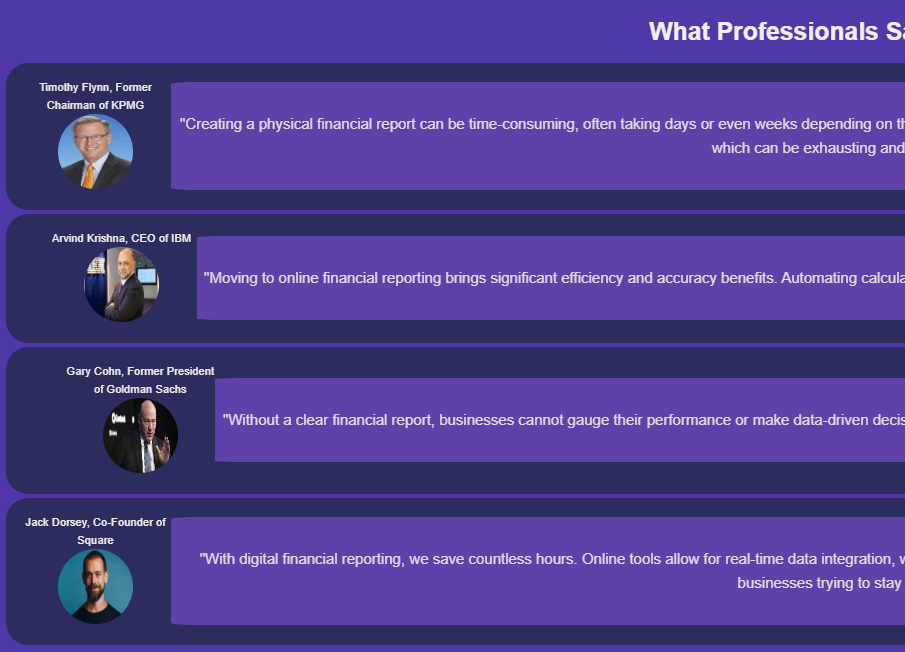 What Professionals Sa
Timothy Flynn, Former
Chairman of KPMG
"Creating a physical financial report can be time-consuming, often taking days or even weeks depending on th
which can be exhausting and
Arvind Krishna, CEO of IBM
"Moving to online financial reporting brings significant efficiency and accuracy benefits. Automating calcula
Gary Cohn, Former President
of Goldman Sachs
"Without a clear financial report, businesses cannot gauge their performance or make data-driven decis
Jack Dorsey, Co-Founder of
Square
"With digital financial reporting, we save countless hours. Online tools allow for real-time data integration, w
businesses trying to stay